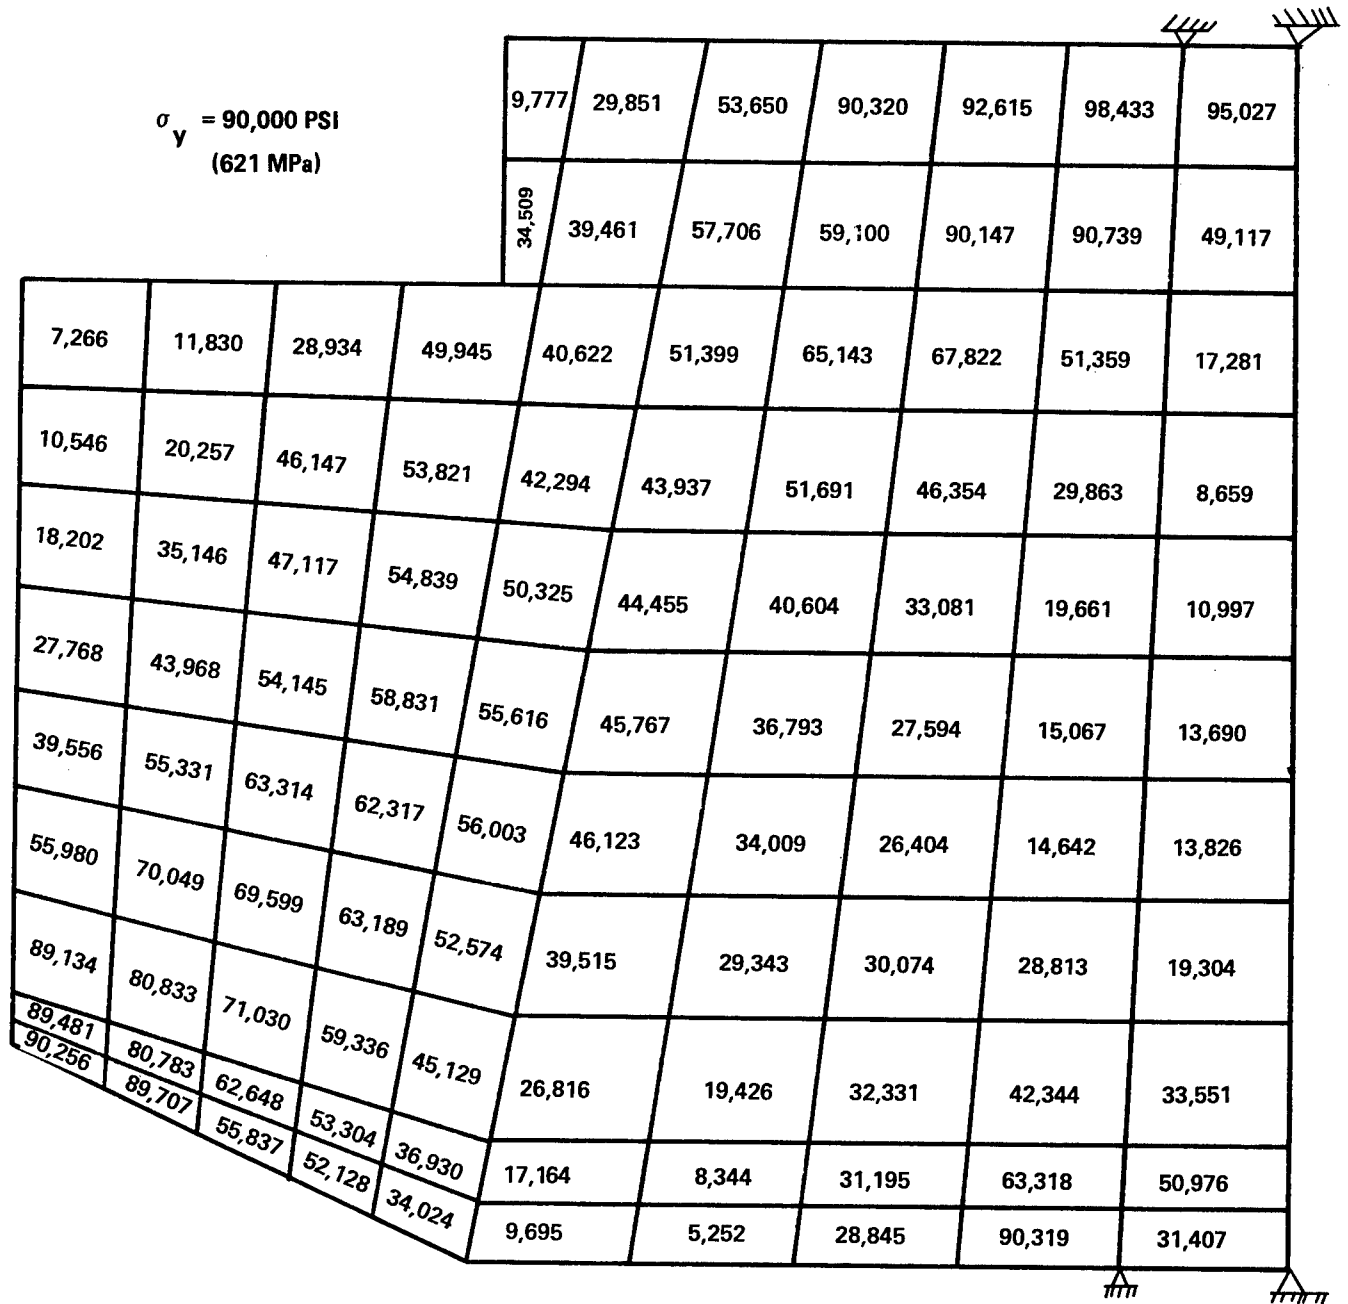 σy = 90,000 PSI
(621 MPa)
9,777 29,851 53,650 90,320 92,615 98,433 95,027
34,509 39,461 57,706 59,100 90,147 90,739 49,117
7,266 11,830 28,934 49,945 40,622 51,399 65,143 67,822 51,359 17,281
10,546 20,257 46,147 53,821 42,294 43,937 51,691 46,354 29,863 8,659
18,202 35,146 47,117 54,839 50,325 44,455 40,604 33,081 19,661 10,997
27,768 43,968 54,145 58,831 55,616 45,767 36,793 27,594 15,067 13,690
39,556 55,331 63,314 62,317 56,003 46,123 34,009 26,404 14,642 13,826
55,980 70,049 69,599 63,189 52,574 39,515 29,343 30,074 28,813 19,304
89,134 80,833 71,030 59,336 45,129 26,816 19,426 32,331 42,344 33,551
89,481 80,783 62,648 53,304 36,930 17,164 8,344 31,195 63,318 50,976
90,256 89,707 55,837 52,128 34,024 9,695 5,252 28,845 90,319 31,407